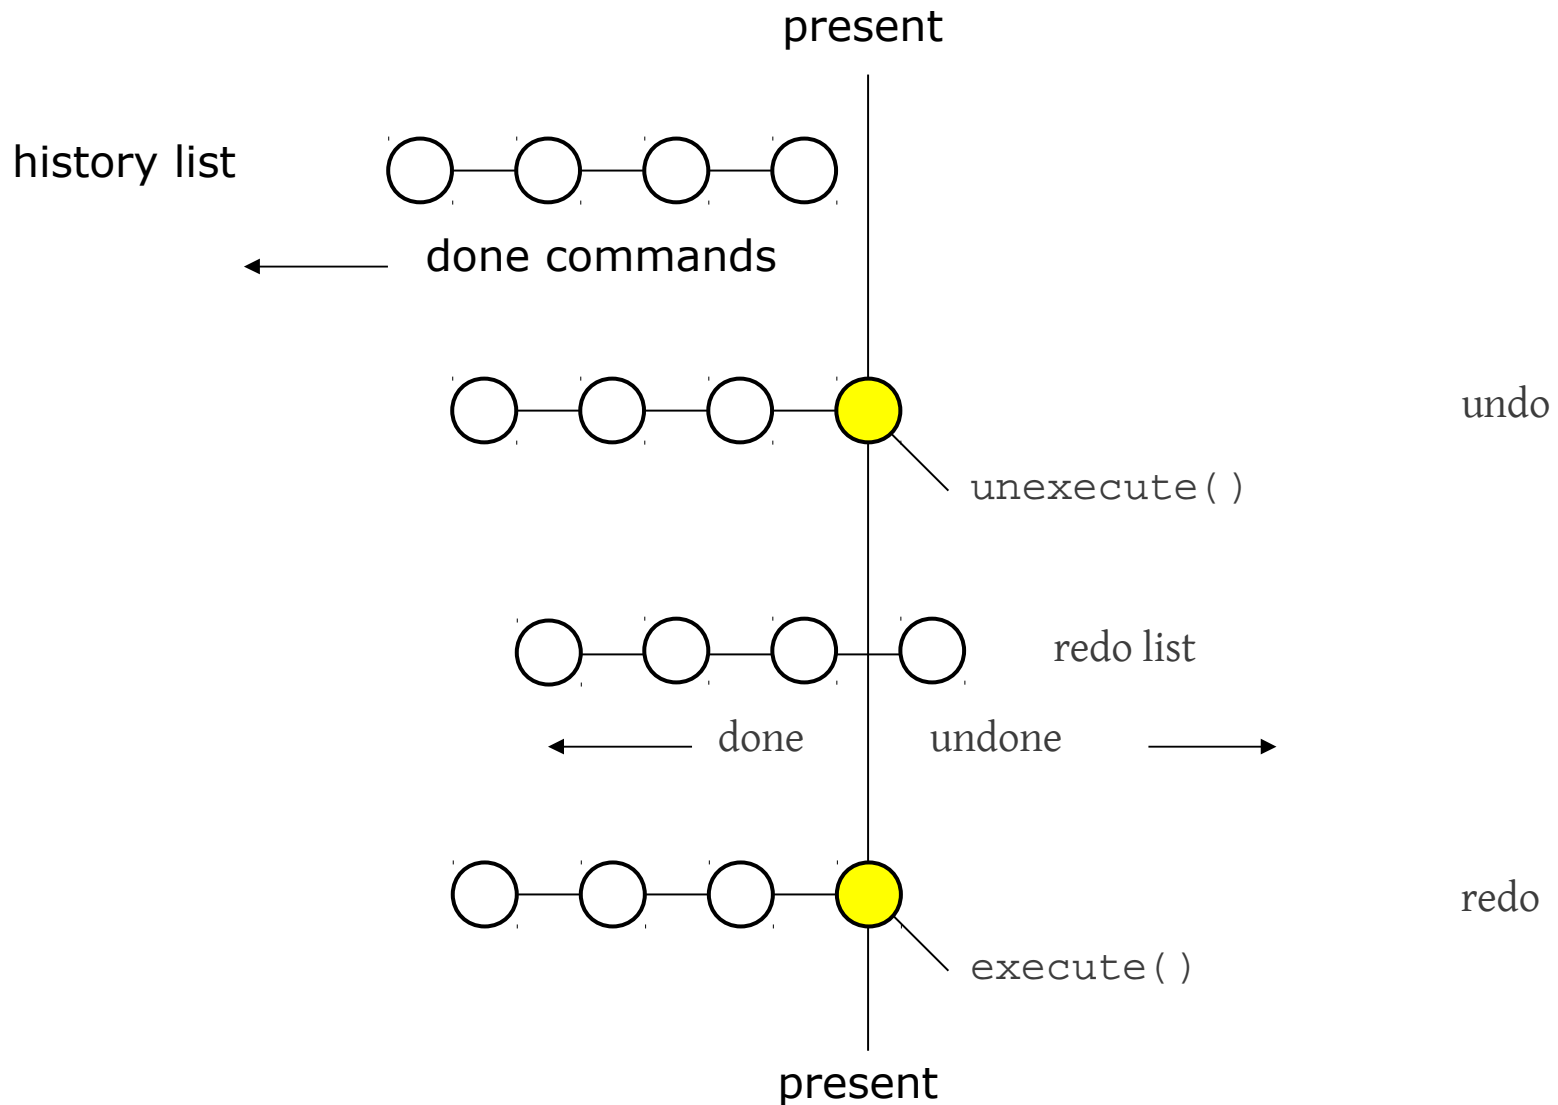 present
history list
done commands
undo
unexecute()
redo list
done undone
redo
execute()
present